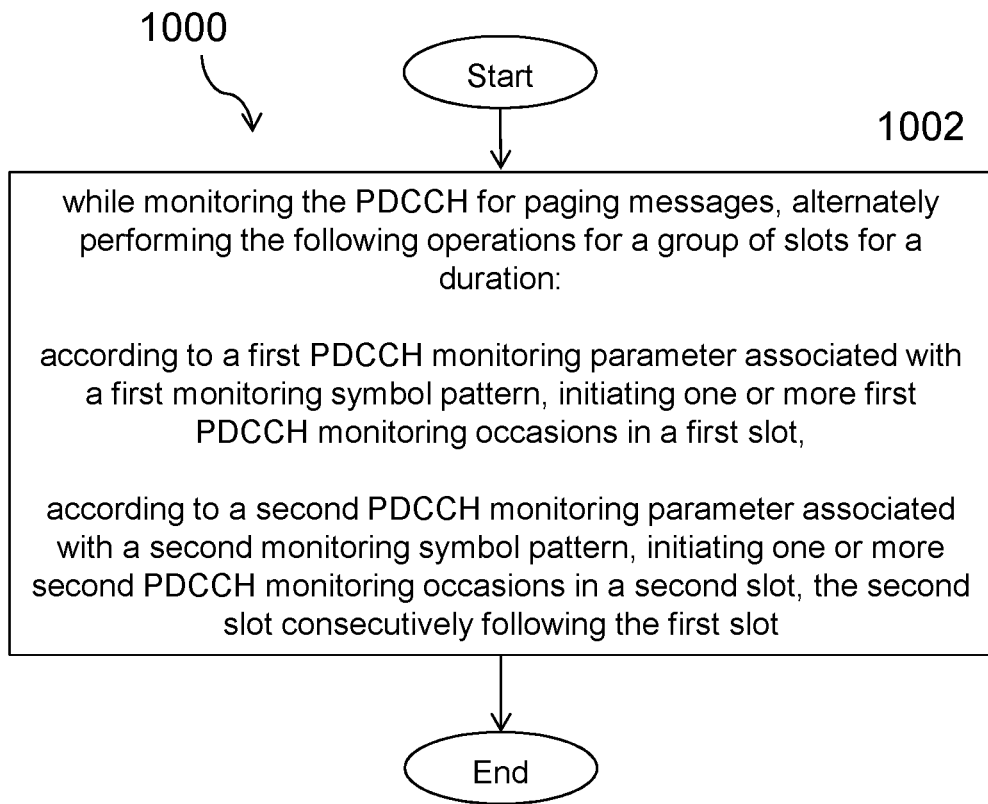 1000
Start
1002
while monitoring the PDCCH for paging messages, alternately
performing the following operations for a group of slots for a
duration:
according to a first PDCCH monitoring parameter associated with
a first monitoring symbol pattern, initiating one or more first
PDCCH monitoring occasions in a first slot,
according to a second PDCCH monitoring parameter associated
with a second monitoring symbol pattern, initiating one or more
second PDCCH monitoring occasions in a second slot, the second
slot consecutively following the first slot
End